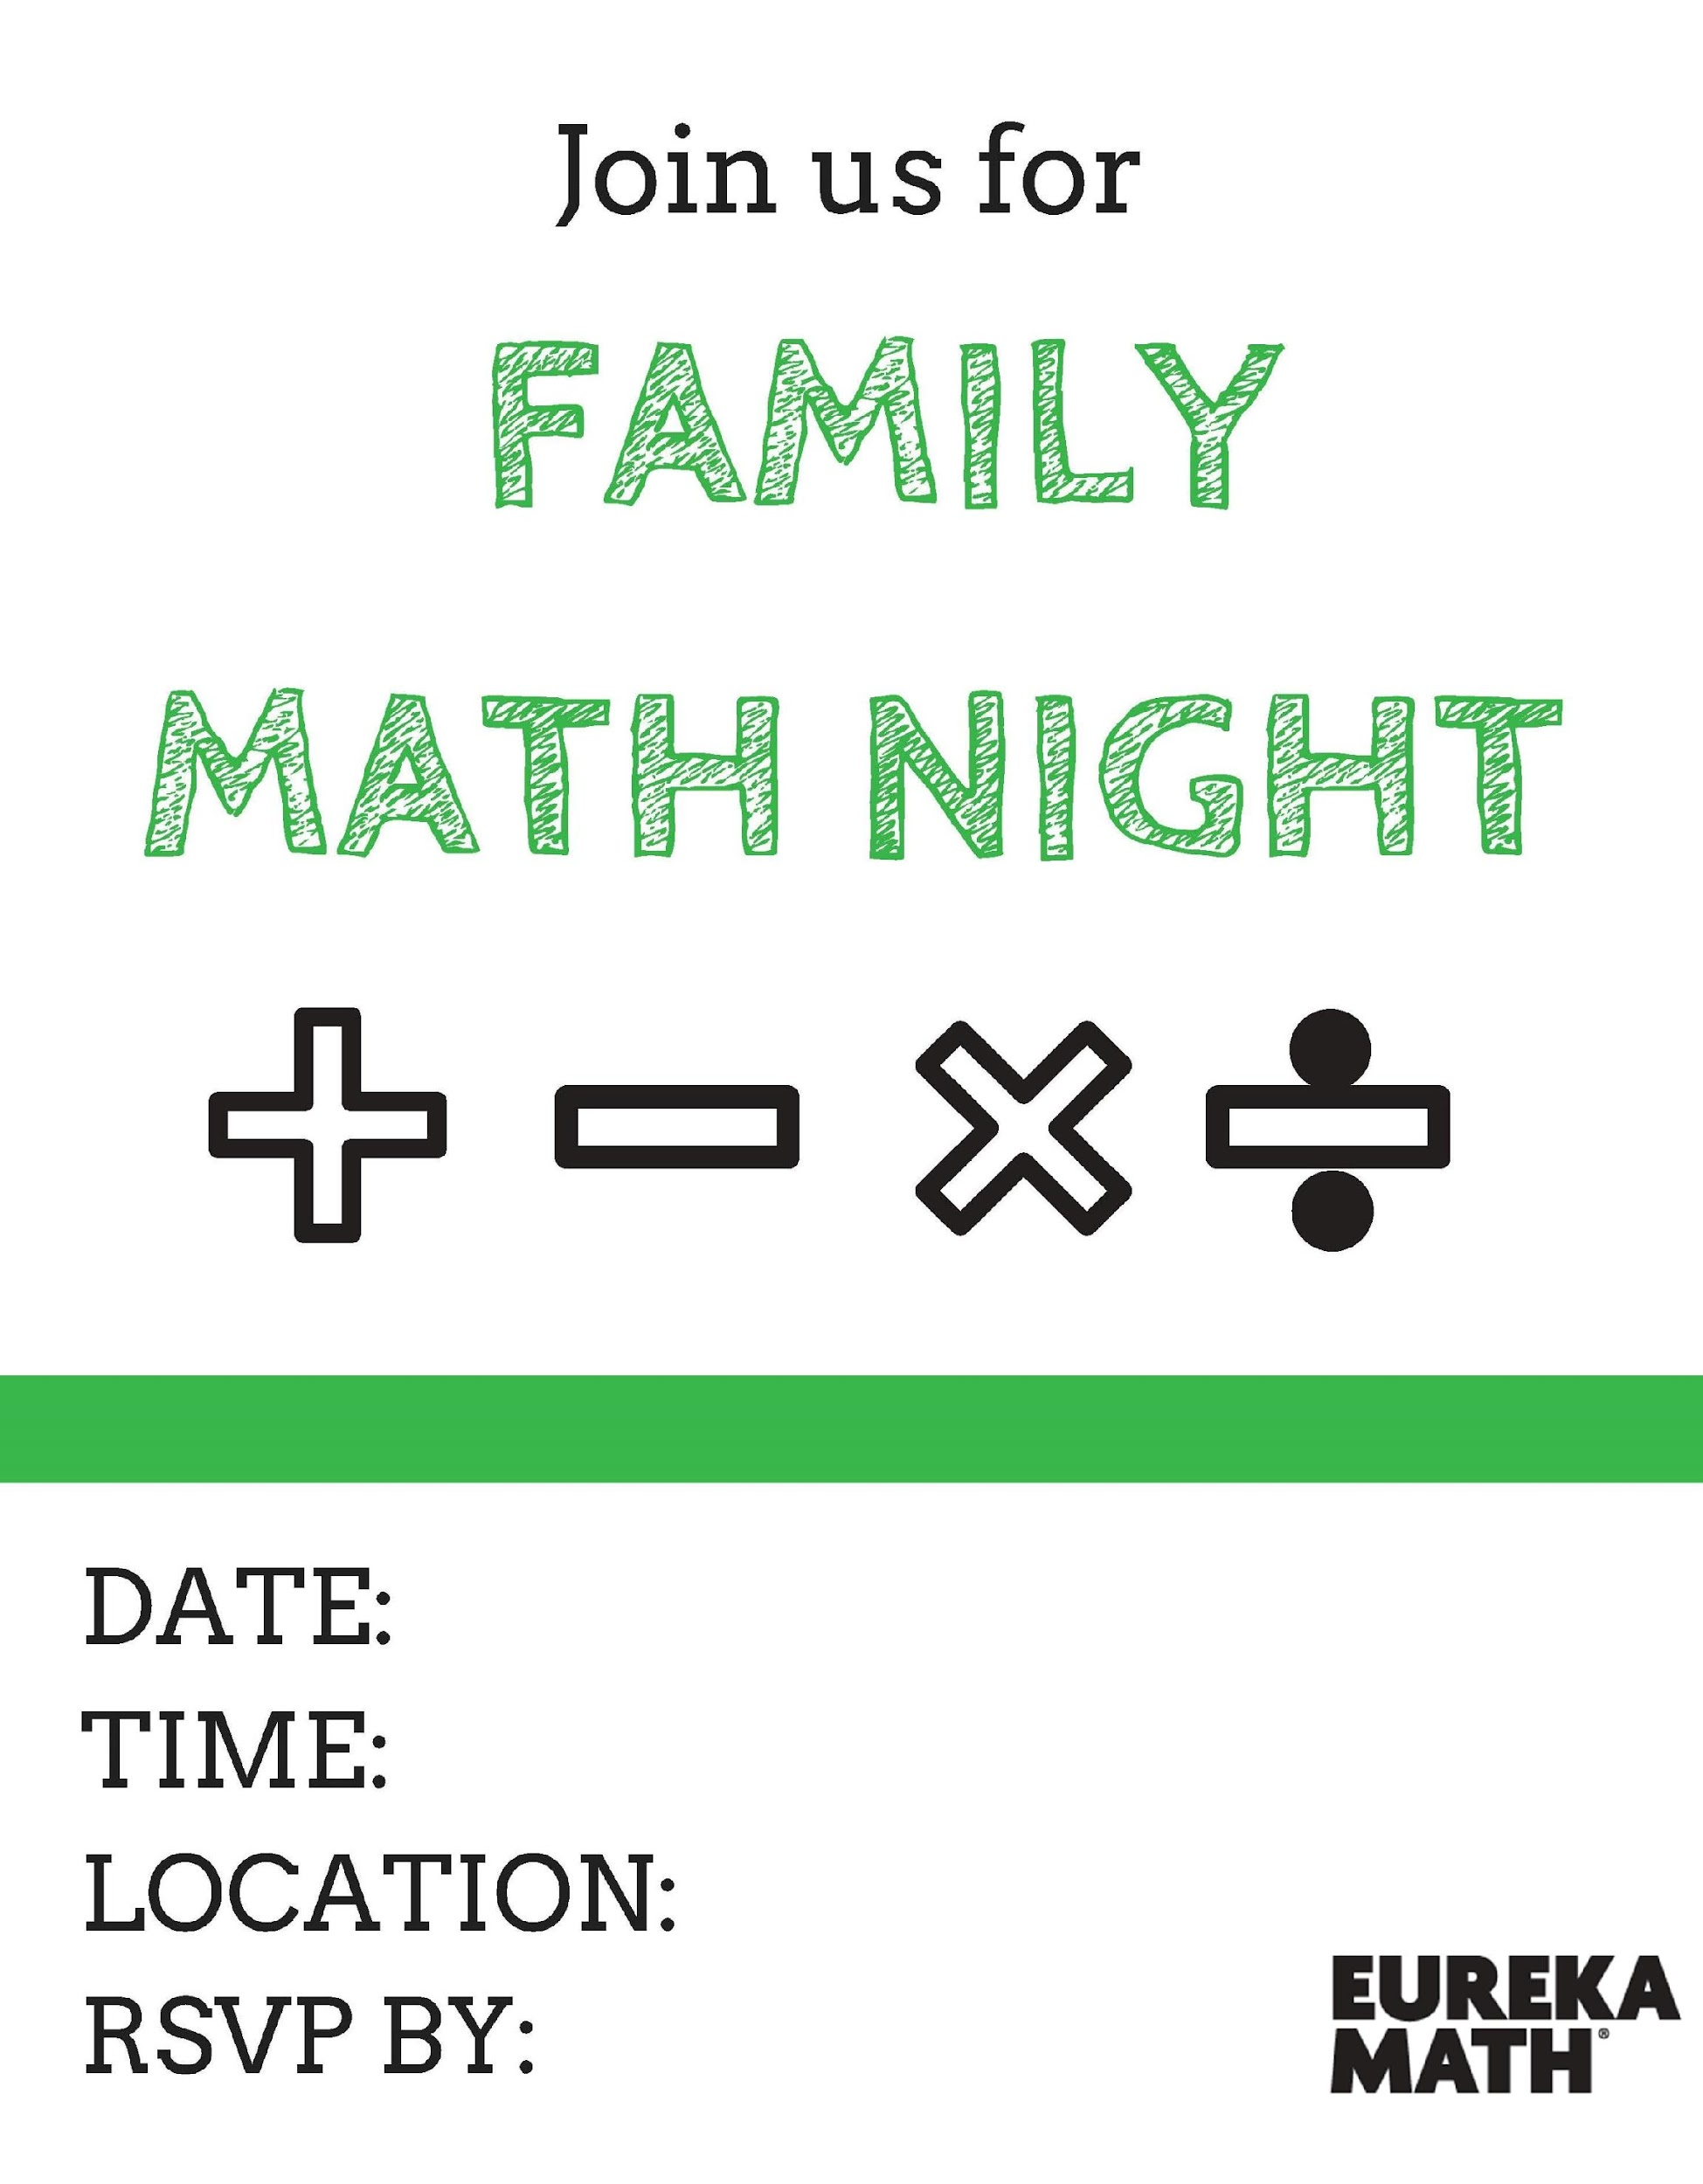 Join us for
FAMILY
MATH NIGHT
+ − × ÷
DATE:
TIME:
LOCATION:
RSVP BY:
EUREKA
MATH®